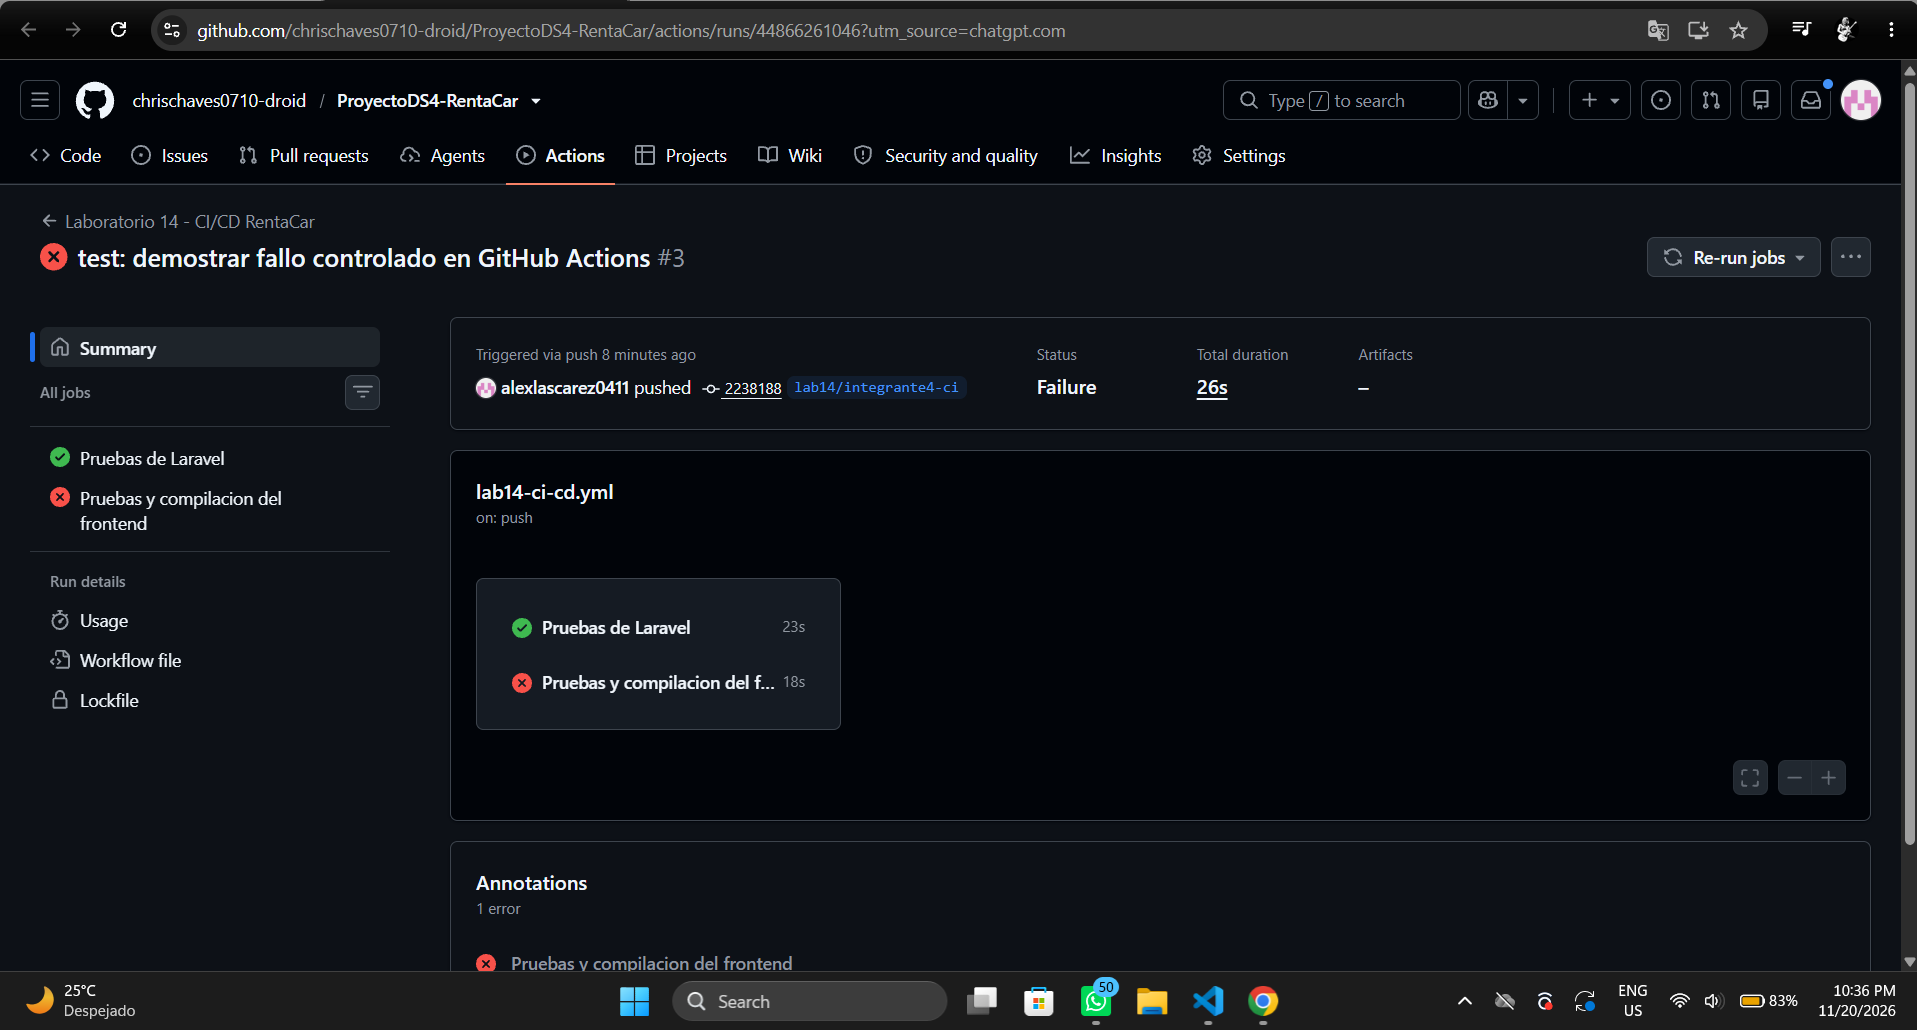 github.com/chrischaves0710-droid/ProyectoDS4-RentaCar/actions/runs/44866261046?utm_source=chatgpt.com
chrischaves0710-droid / ProyectoDS4-RentaCar
Type / to search
Code
Issues
Pull requests
Agents
Actions
Projects
Wiki
Security and quality
Insights
Settings
Laboratorio 14 - CI/CD RentaCar
test: demostrar fallo controlado en GitHub Actions #3
Re-run jobs
Summary
All jobs
Pruebas de Laravel
Pruebas y compilacion del
frontend
Run details
Usage
Workflow file
Lockfile
Triggered via push 8 minutes ago
alexlascarez0411 pushed 2238188 lab14/integrante4-ci
Status
Failure
Total duration
26s
Artifacts
–
lab14-ci-cd.yml
on: push
Pruebas de Laravel 23s
Pruebas y compilacion del f... 18s
Annotations
1 error
Pruebas y compilacion del frontend
25°C
Despejado
Search
50
ENG
US
83%
10:36 PM
11/20/2026